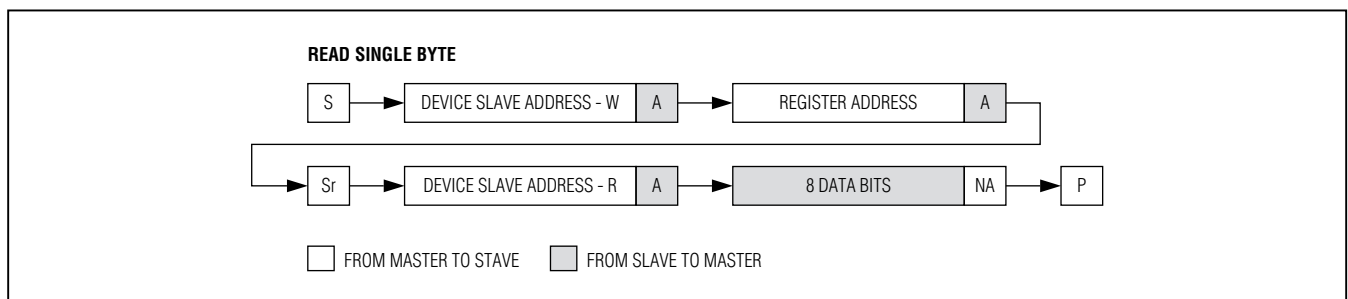 READ SINGLE BYTE
S DEVICE SLAVE ADDRESS - W A REGISTER ADDRESS A
Sr DEVICE SLAVE ADDRESS - R A 8 DATA BITS NA P
FROM MASTER TO STAVE FROM SLAVE TO MASTER